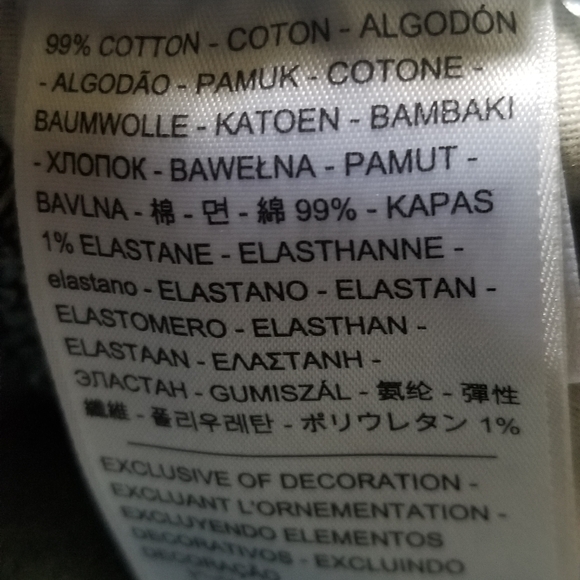 99% COTTON - COTON - ALGODÓN
- ALGODÃO - PAMUK - COTONE -
BAUMWOLLE - KATOEN - BAMBAKI
- ХЛОПОК - BAWEŁNA - PAMUT -
BAVLNA - 棉 - 면 - 綿 99% - KAPAS
1% ELASTANE - ELASTHANNE -
elastano - ELASTANO - ELASTAN -
ELASTOMERO - ELASTHAN -
ELASTAAN - ΕΛΑΣΤΑΝΗ -
ЭЛАСТАН - GUMISZÁL - 氨纶 - 彈性
纖維 - 폴리우레탄 - ポリウレタン 1%
EXCLUSIVE OF DECORATION -
EXCLUANT L'ORNEMENTATION -
EXCLUYENDO ELEMENTOS
DECORATIVOS - EXCLUINDO
DECORAÇÃO